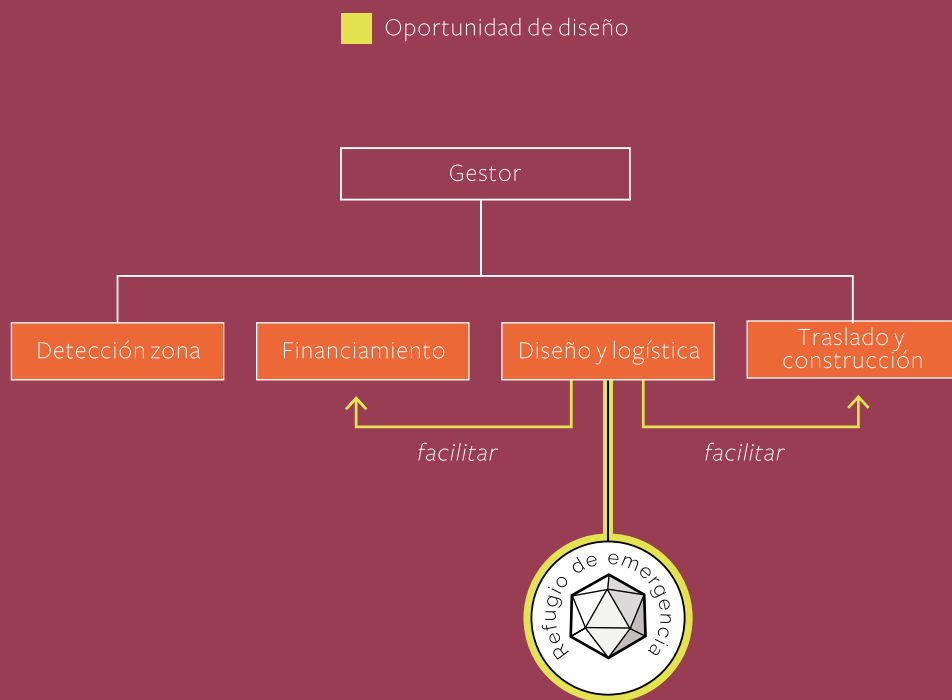 Oportunidad de diseño
Gestor
Detección zona
Financiamiento
Diseño y logística
Traslado y
construcción
facilitar
facilitar
Refugio de emergencia